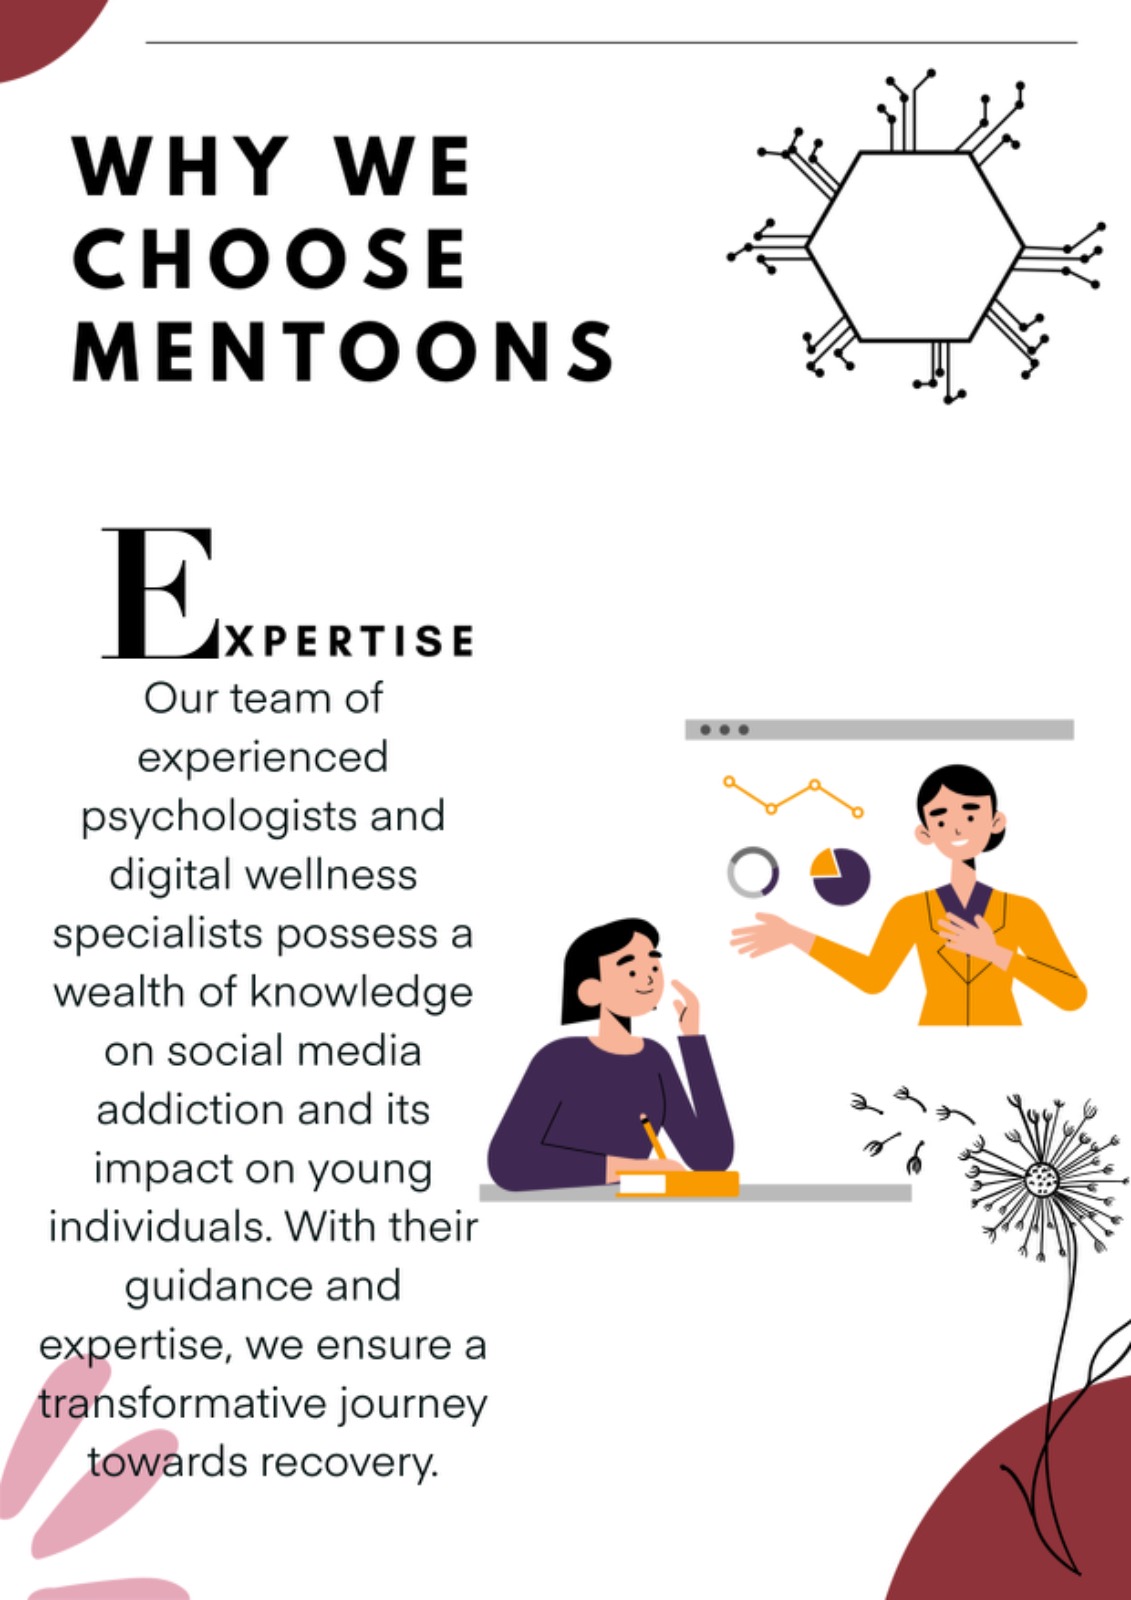 WHY WE
CHOOSE
MENTOONS
EXPERTISE
Our team of
experienced
psychologists and
digital wellness
specialists possess a
wealth of knowledge
on social media
addiction and its
impact on young
individuals. With their
guidance and
expertise, we ensure a
transformative journey
towards recovery.